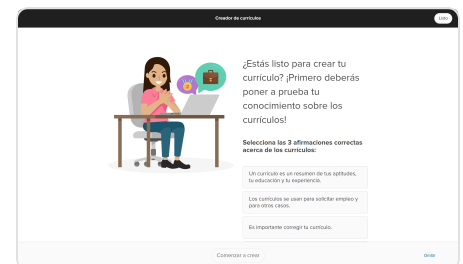 Creador de currículos
Listo
¿Estás listo para crear tu
currículo? ¡Primero deberás
poner a prueba tu
conocimiento sobre los
currículos!
Selecciona las 3 afirmaciones correctas
acerca de los currículos:
Un currículo es un resumen de tus aptitudes,
tu educación y tu experiencia.
Los currículos se usan para solicitar empleo y
para otros casos.
Es importante corregir tu currículo.
Comenzar a crear